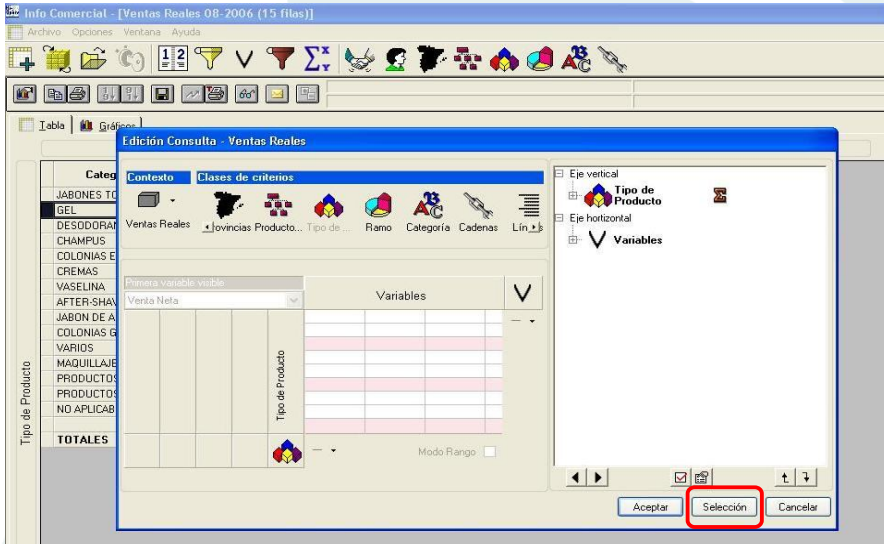 Info Comercial - [Ventas Reales 08-2006 (15 filas)]
Archivo Opciones Ventana Ayuda
Tabla Gráficos
Edición Consulta - Ventas Reales
Categ
JABONES TO
GEL
DESODORAN
CHAMPUS
COLONIAS E
CREMAS
VASELINA
AFTER-SHAV
JABON DE A
COLONIAS G
VARIOS
MAQUILLAJE
PRODUCTOS
PRODUCTOS
NO APLICAB
TOTALES
Tipo de Producto
Contexto Clases de criterios
Ventas Reales ovincias Producto... Tipo de ... Ramo Categoría Cadenas Lín
Primera variable visible
Venta Neta
Variables
Tipo de Producto
Modo Rango
Eje vertical
Tipo de
Producto
Eje horizontal
Variables
Aceptar Selección Cancelar